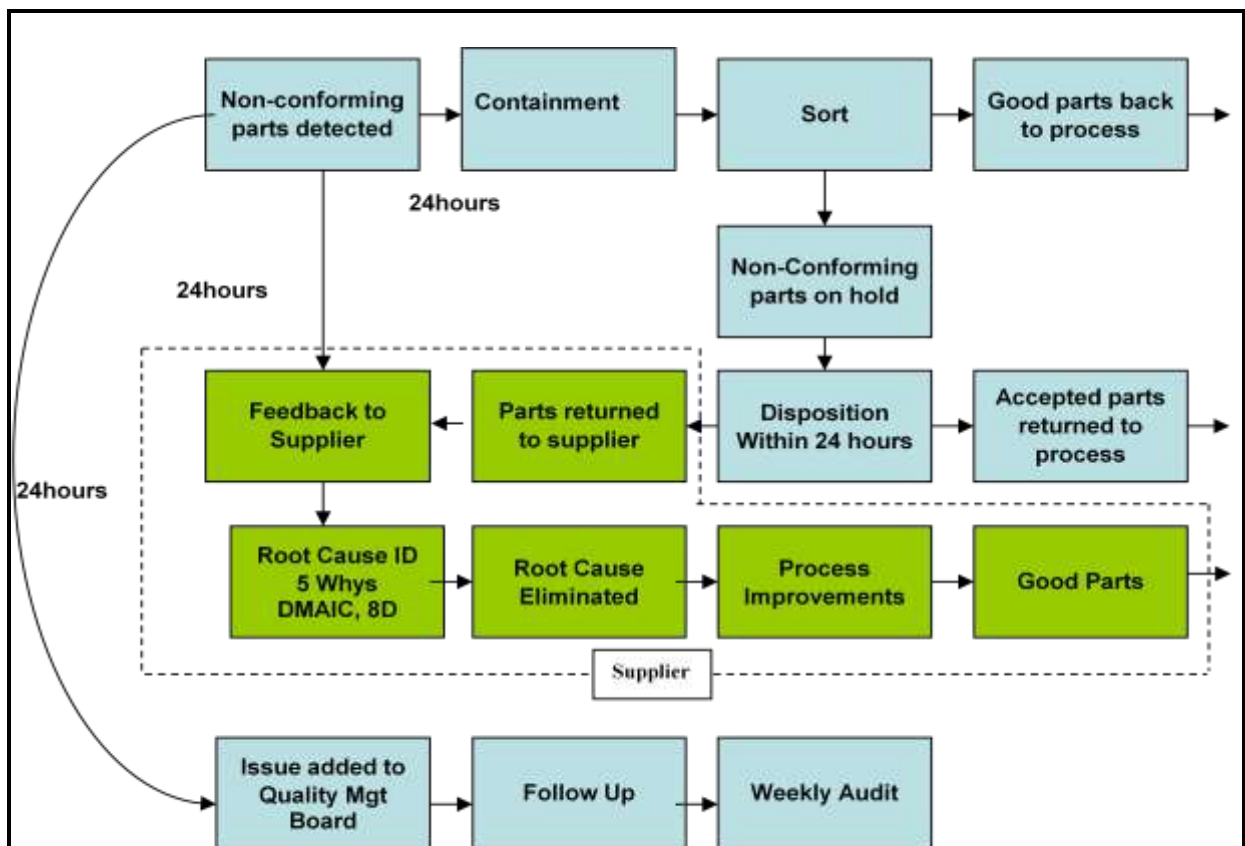 Non-conforming
parts detected
Containment
Sort
Good parts back
to process
24hours
Non-Conforming
parts on hold
24hours
Feedback to
Supplier
Parts returned
to supplier
Disposition
Within 24 hours
Accepted parts
returned to
process
24hours
Root Cause ID
5 Whys
DMAIC, 8D
Root Cause
Eliminated
Process
Improvements
Good Parts
Supplier
Issue added to
Quality Mgt
Board
Follow Up
Weekly Audit